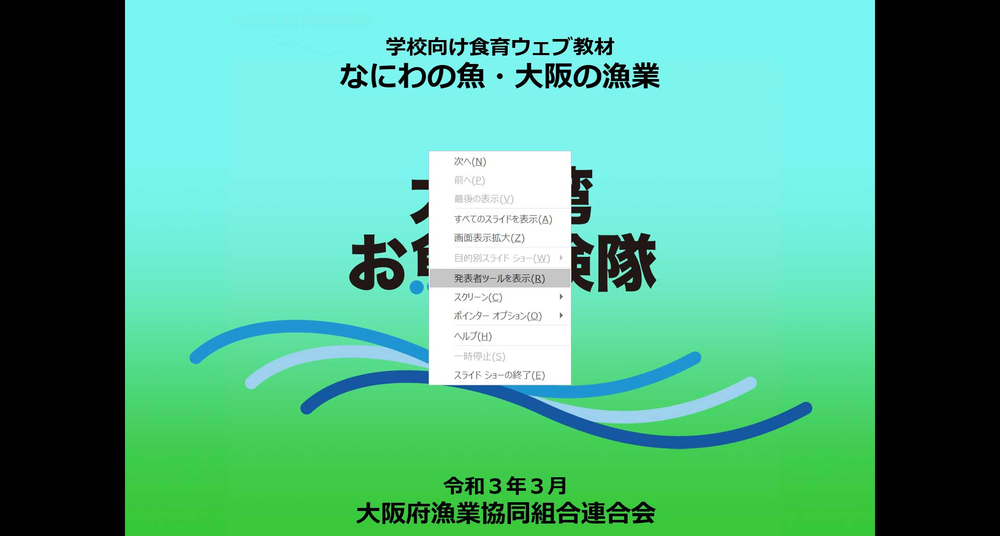 学校向け食育ウェブ教材
なにわの魚・大阪の漁業
次へ(N)
前へ(P)
最後の表示(V)
すべてのスライドを表示(A)
画面表示拡大(Z)
目的別スライド ショー(W)
発表者ツールを表示(R)
スクリーン(C)
ポインター オプション(O)
ヘルプ(H)
一時停止(S)
スライド ショーの終了(E)
湾
お
隊
令和３年３月
大阪府漁業協同組合連合会